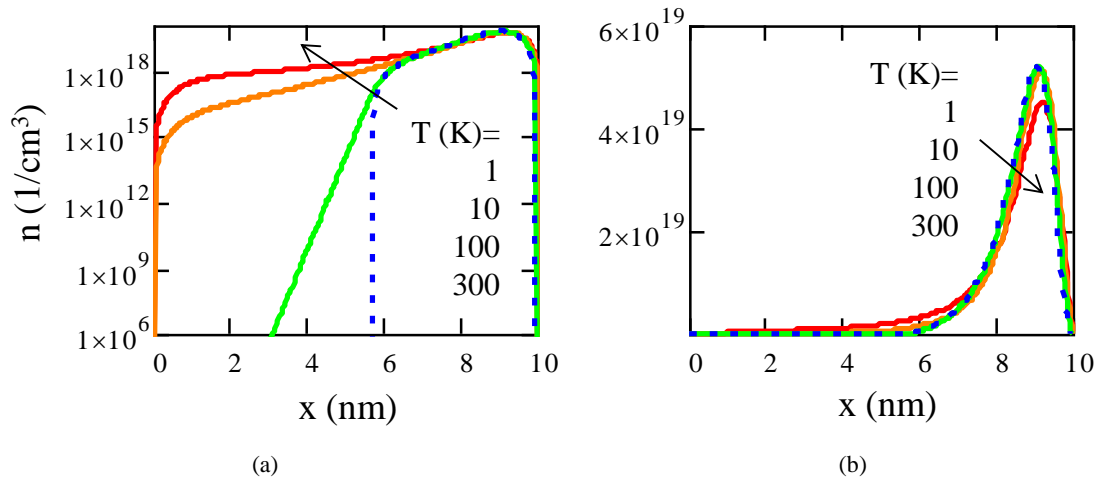 1×10¹⁸
1×10¹⁵
1×10¹²
1×10⁹
1×10⁶
n (1/cm³)
T (K)=
1
10
100
300
0 2 4 6 8 10
x (nm)
(a)
6×10¹⁹
4×10¹⁹
2×10¹⁹
T (K)=
1
10
100
300
0 2 4 6 8 10
x (nm)
(b)